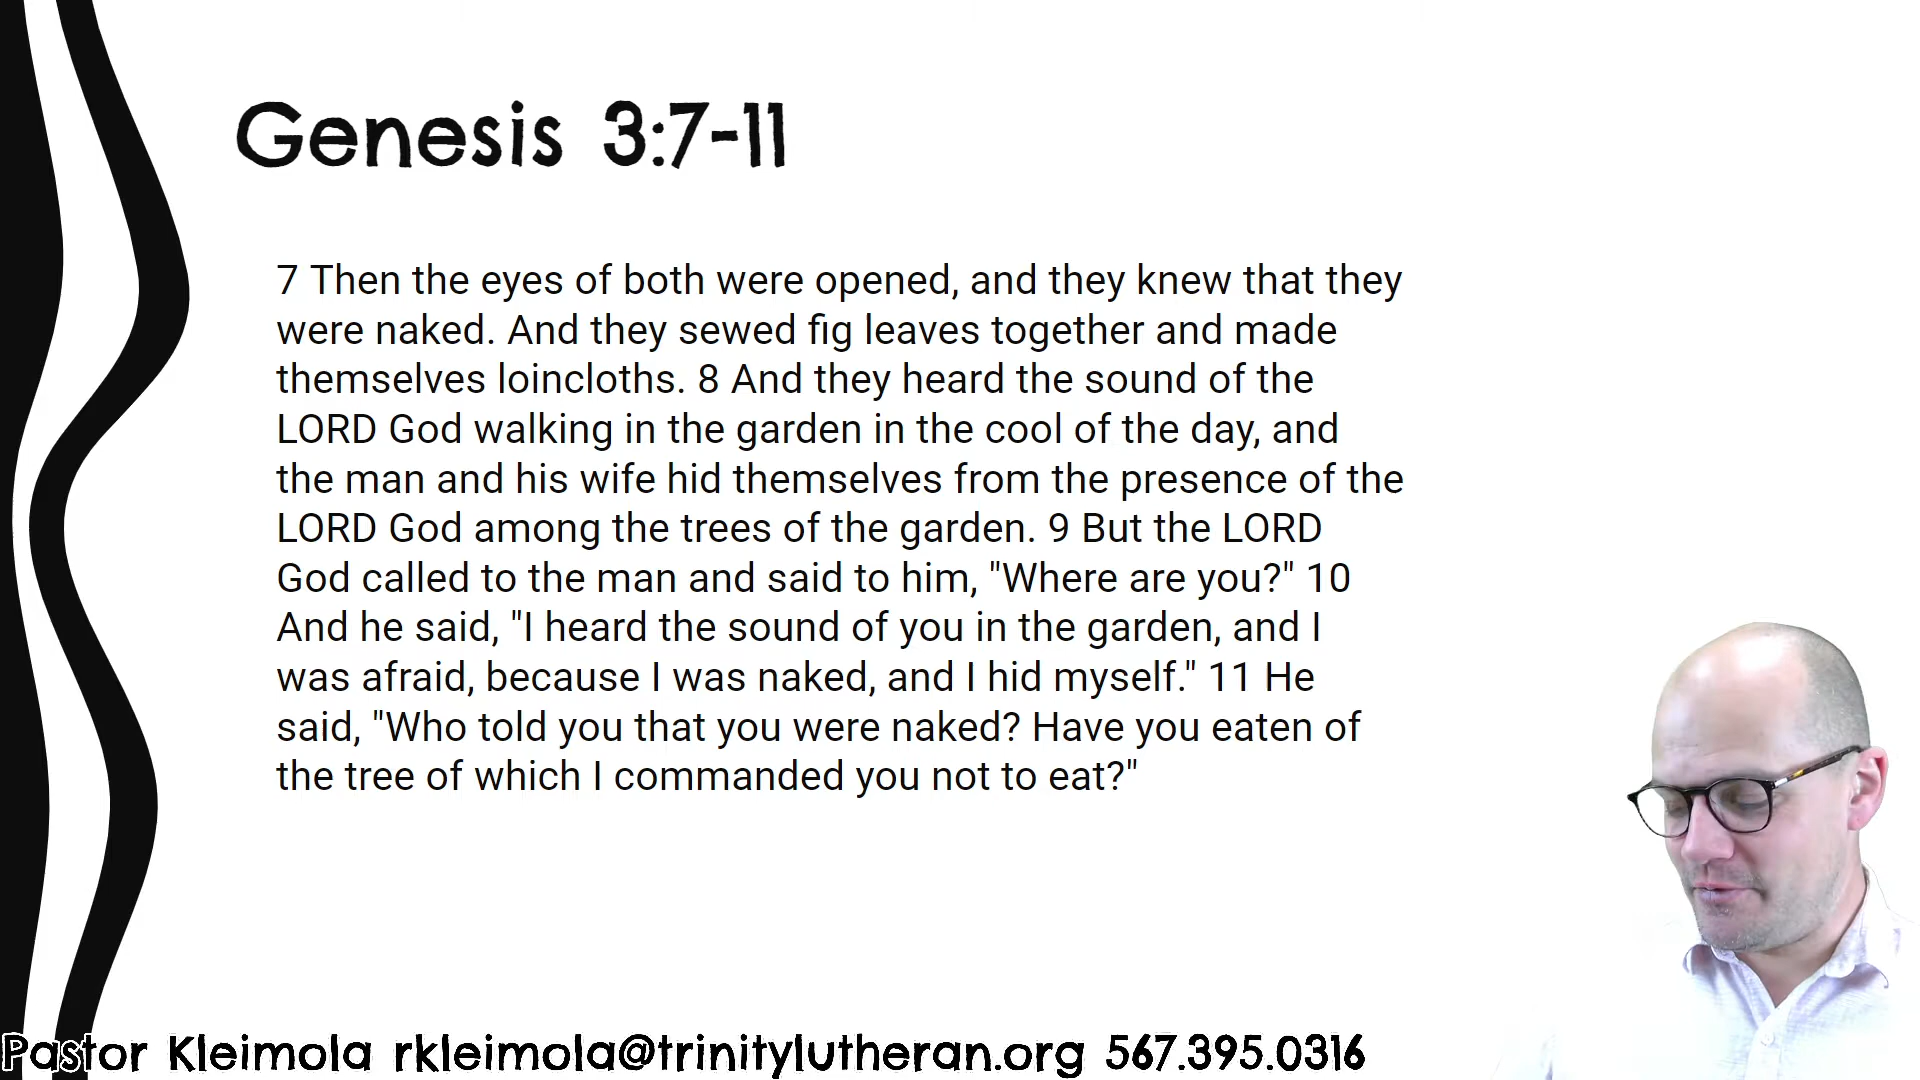 Genesis 3:7-11
7 Then the eyes of both were opened, and they knew that they
were naked. And they sewed fig leaves together and made
themselves loincloths. 8 And they heard the sound of the
LORD God walking in the garden in the cool of the day, and
the man and his wife hid themselves from the presence of the
LORD God among the trees of the garden. 9 But the LORD
God called to the man and said to him, "Where are you?" 10
And he said, "I heard the sound of you in the garden, and I
was afraid, because I was naked, and I hid myself." 11 He
said, "Who told you that you were naked? Have you eaten of
the tree of which I commanded you not to eat?"
Pastor Kleimola rkleimola@trinitylutheran.org 567.395.0316